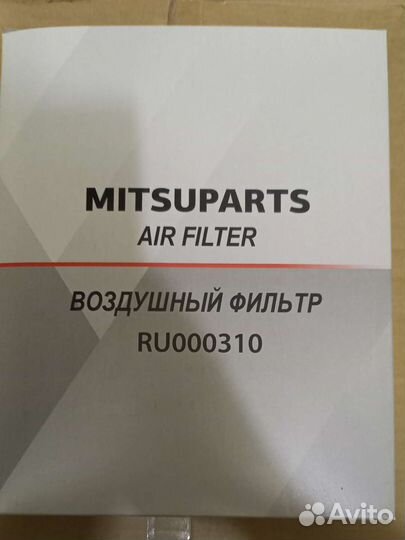 MITSUPARTS
AIR FILTER
ВОЗДУШНЫЙ ФИЛЬТР
RU000310
Avito